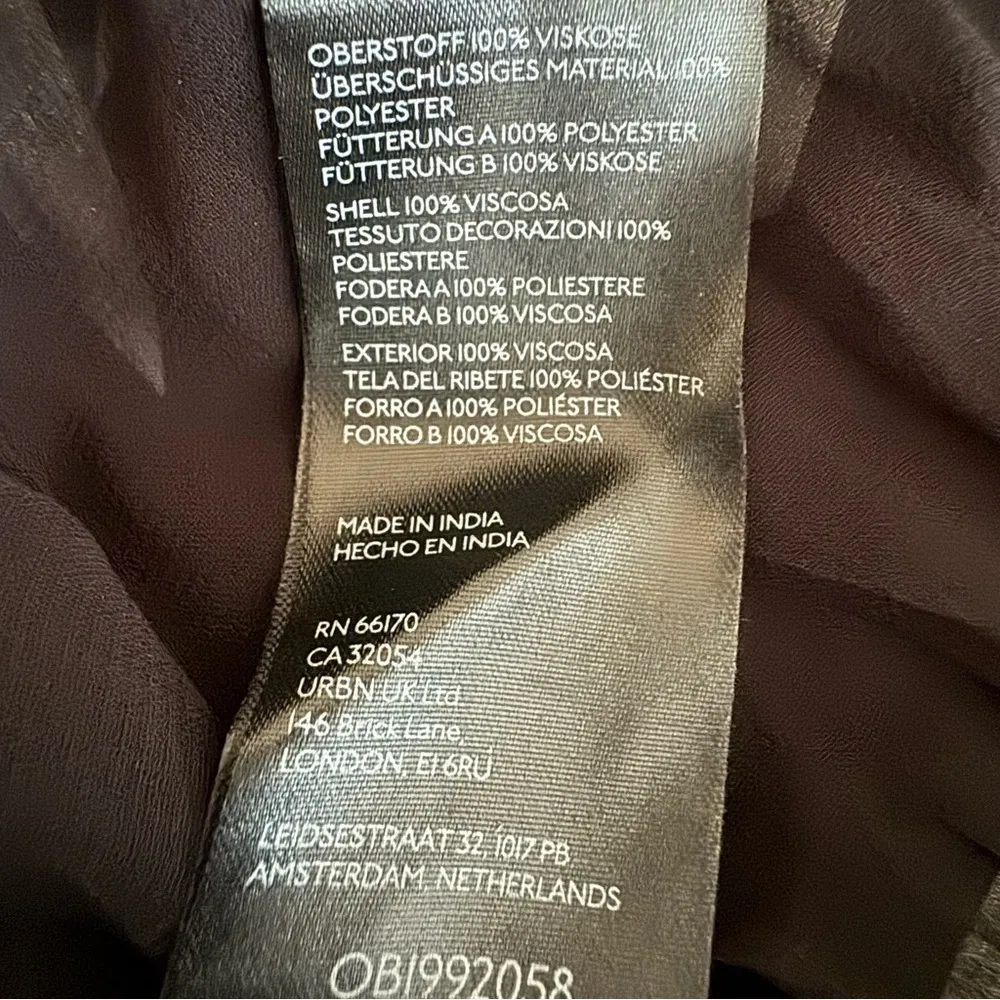 OBERSTOFF 100% VISKOSE
ÜBERSCHÜSSIGES MATERIAL 100%
POLYESTER
FÜTTERUNG A 100% POLYESTER
FÜTTERUNG B 100% VISKOSE
SHELL 100% VISCOSA
TESSUTO DECORAZIONI 100%
POLIESTERE
FODERA A 100% POLIESTERE
FODERA B 100% VISCOSA
EXTERIOR 100% VISCOSA
TELA DEL RIBETE 100% POLIÉSTER
FORRO A 100% POLIÉSTER
FORRO B 100% VISCOSA
MADE IN INDIA
HECHO EN INDIA
RN 66170
CA 32054
URBN UK Ltd
146 Brick Lane,
LONDON, E1 6RU
LEIDSESTRAAT 32, 1017 PB
AMSTERDAM, NETHERLANDS
OB1992058